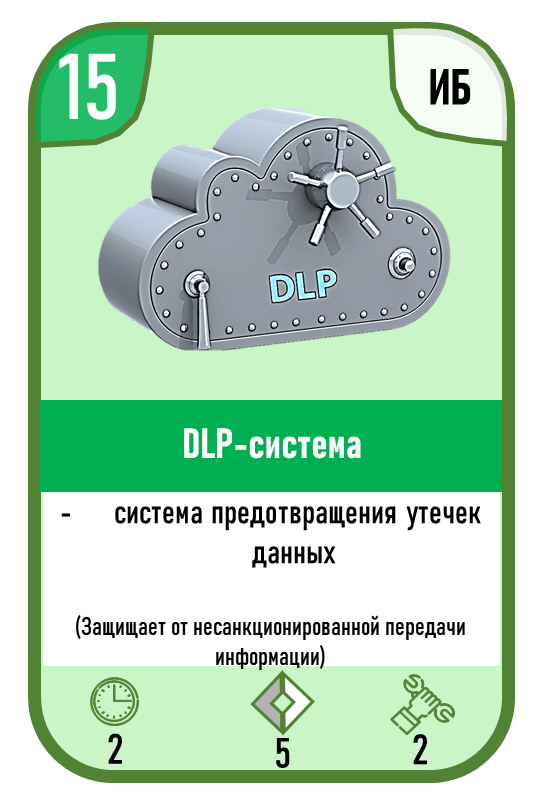 15
ИБ
DLP
DLP-система
- система предотвращения утечек
данных
(Защищает от несанкционированной передачи
информации)
2
5
2